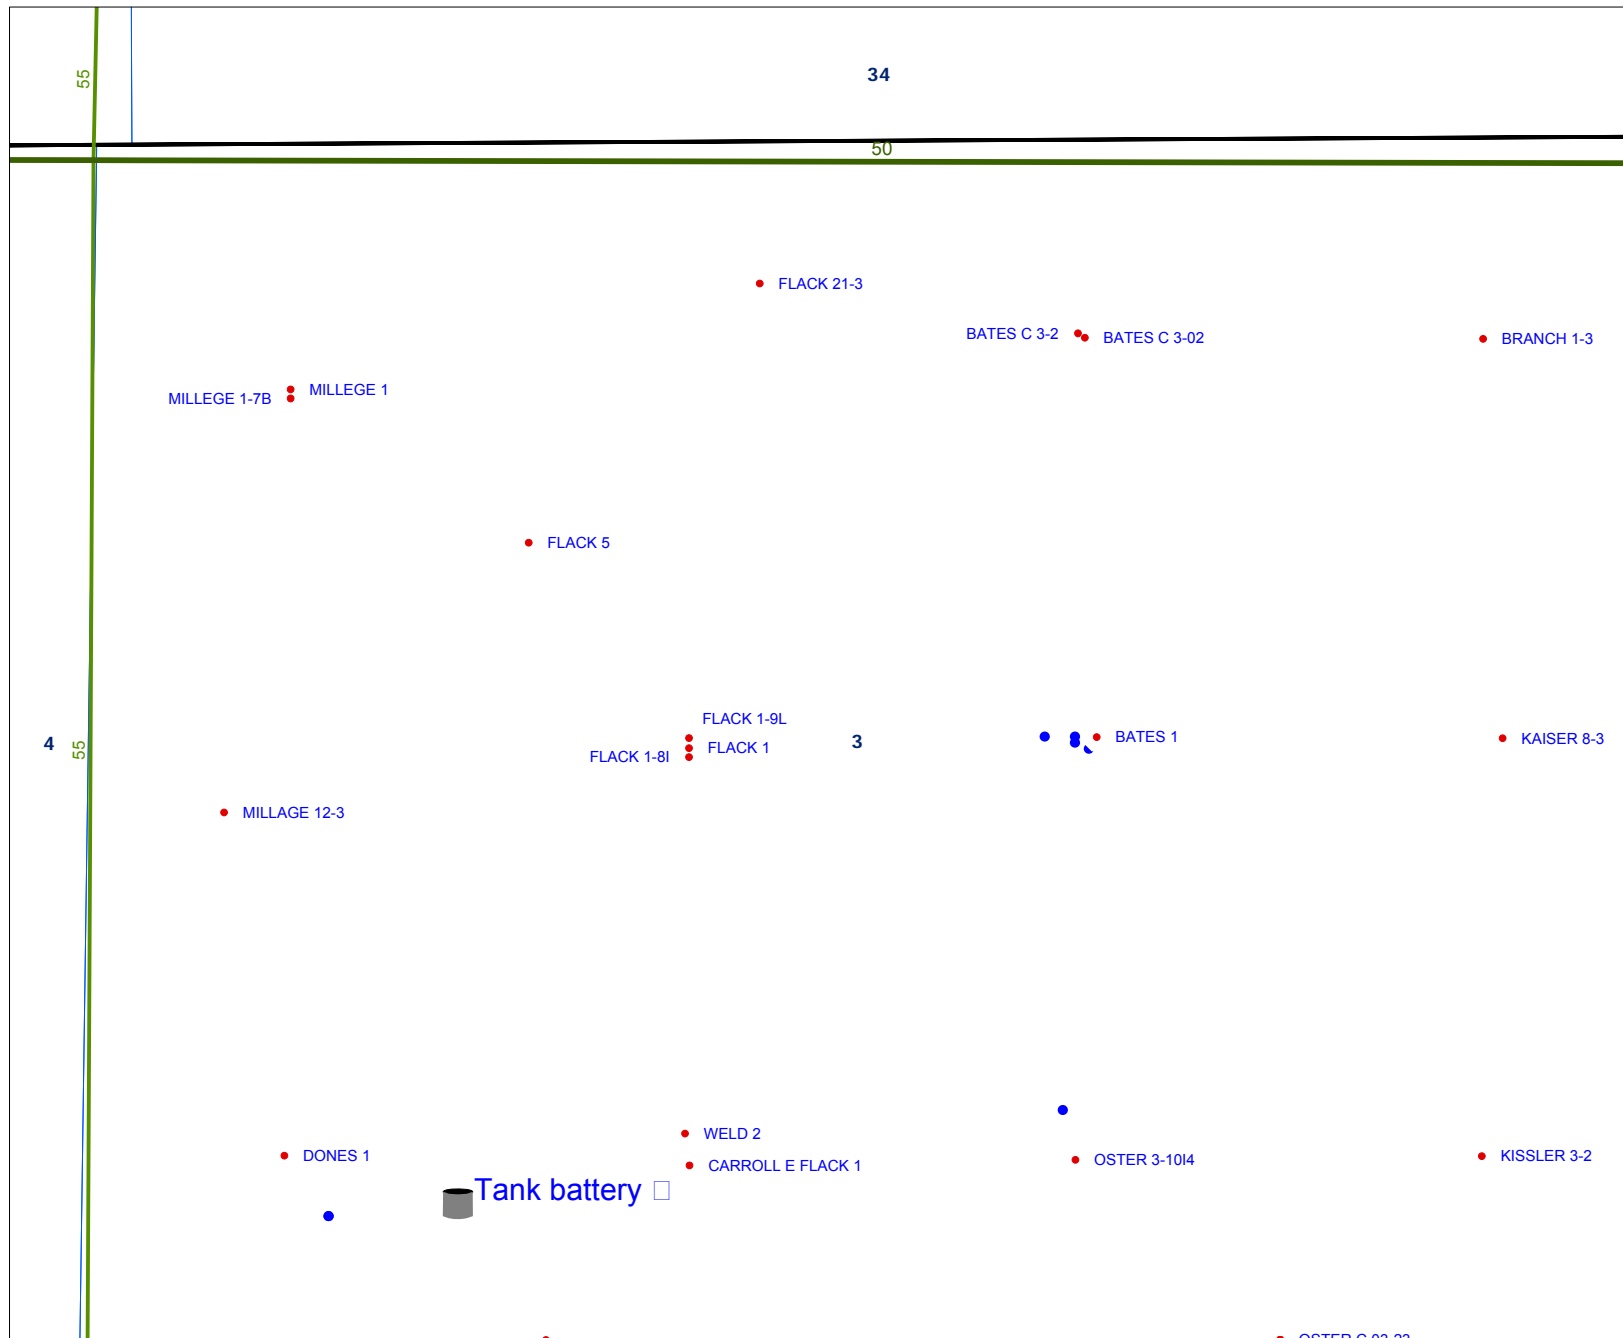 55
34
50
FLACK 21-3
BATES C 3-2
BATES C 3-02
BRANCH 1-3
MILLEGE 1
MILLEGE 1-7B
FLACK 5
FLACK 1-9L
FLACK 1
FLACK 1-8I
4
55
3
BATES 1
KAISER 8-3
MILLAGE 12-3
WELD 2
DONES 1
CARROLL E FLACK 1
OSTER 3-10I4
KISSLER 3-2
Tank battery